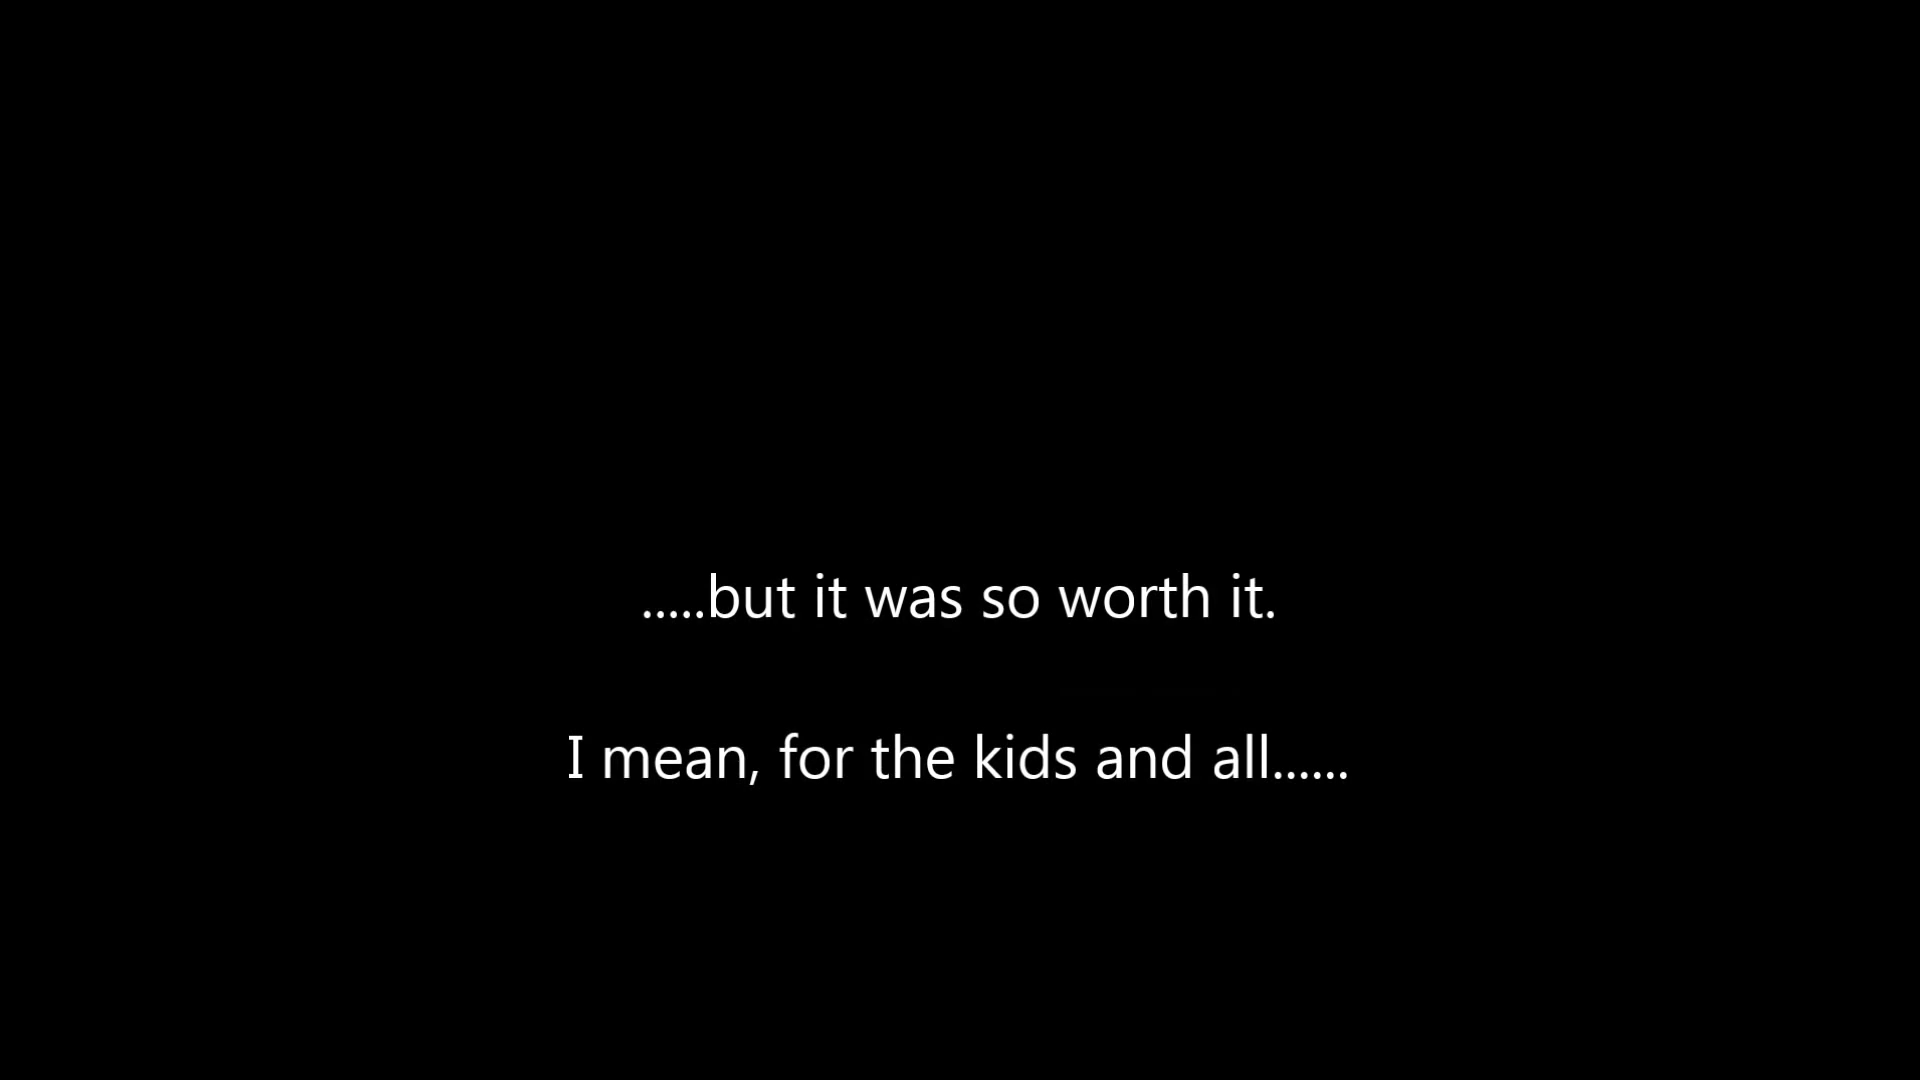 .....but it was so worth it.
I mean, for the kids and all......